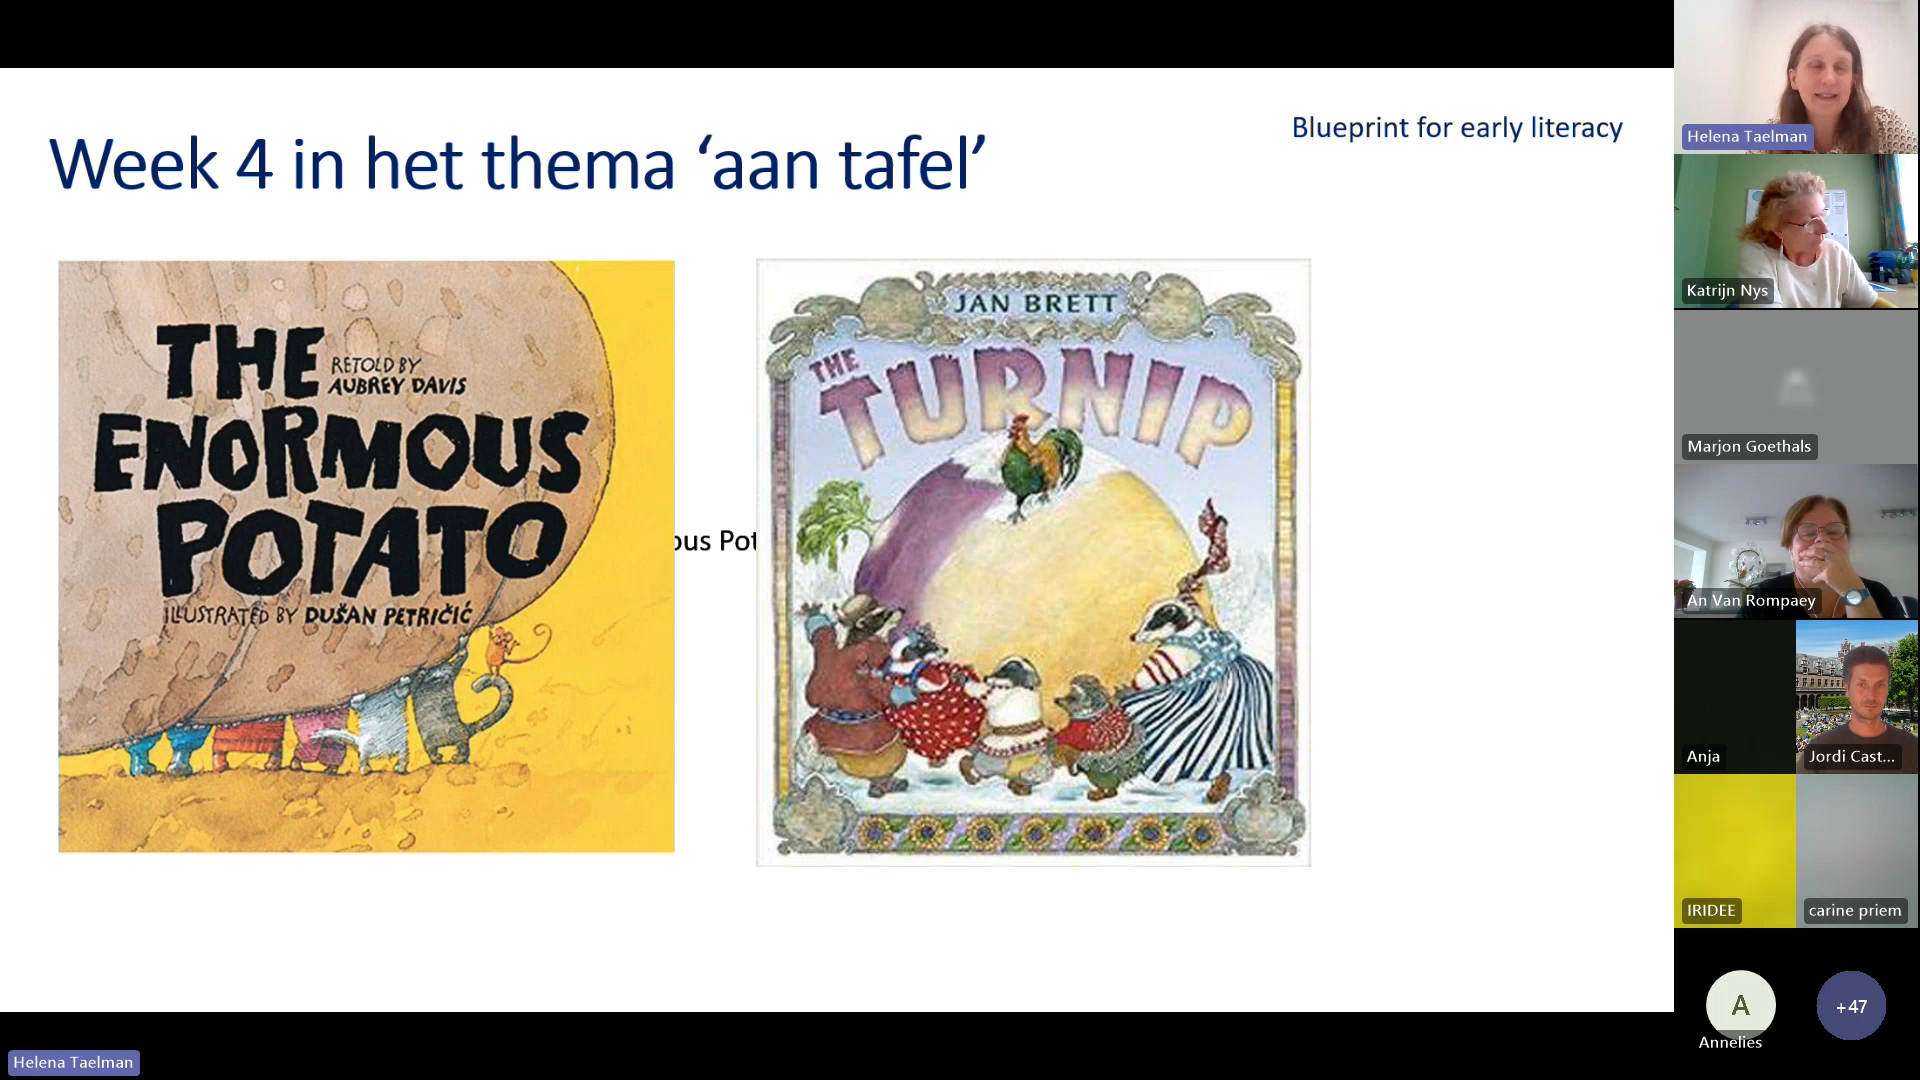 Week 4 in het thema ‘aan tafel’
Blueprint for early literacy
THE
RETOLD BY
AUBREY DAVIS
ENORMOUS
POTATO
ILLUSTRATED BY DUŠAN PETRIČIĆ
ous Pot
JAN BRETT
THE
TURNIP
Helena Taelman
Katrijn Nys
Marjon Goethals
An Van Rompaey
Anja
Jordi Cast...
IRIDEE
carine priem
A
Annelies
+47
Helena Taelman